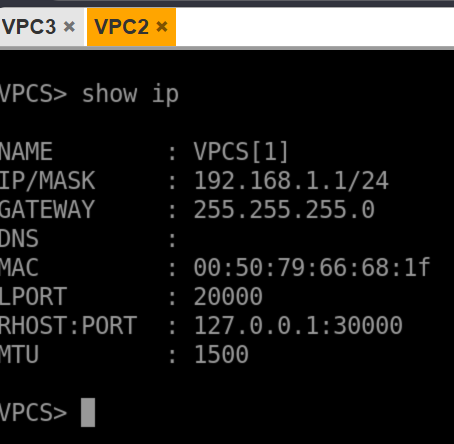 VPC3 × VPC2 ×
VPCS> show ip
NAME : VPCS[1]
IP/MASK : 192.168.1.1/24
GATEWAY : 255.255.255.0
DNS :
MAC : 00:50:79:66:68:1f
LPORT : 20000
RHOST:PORT : 127.0.0.1:30000
MTU : 1500
VPCS>